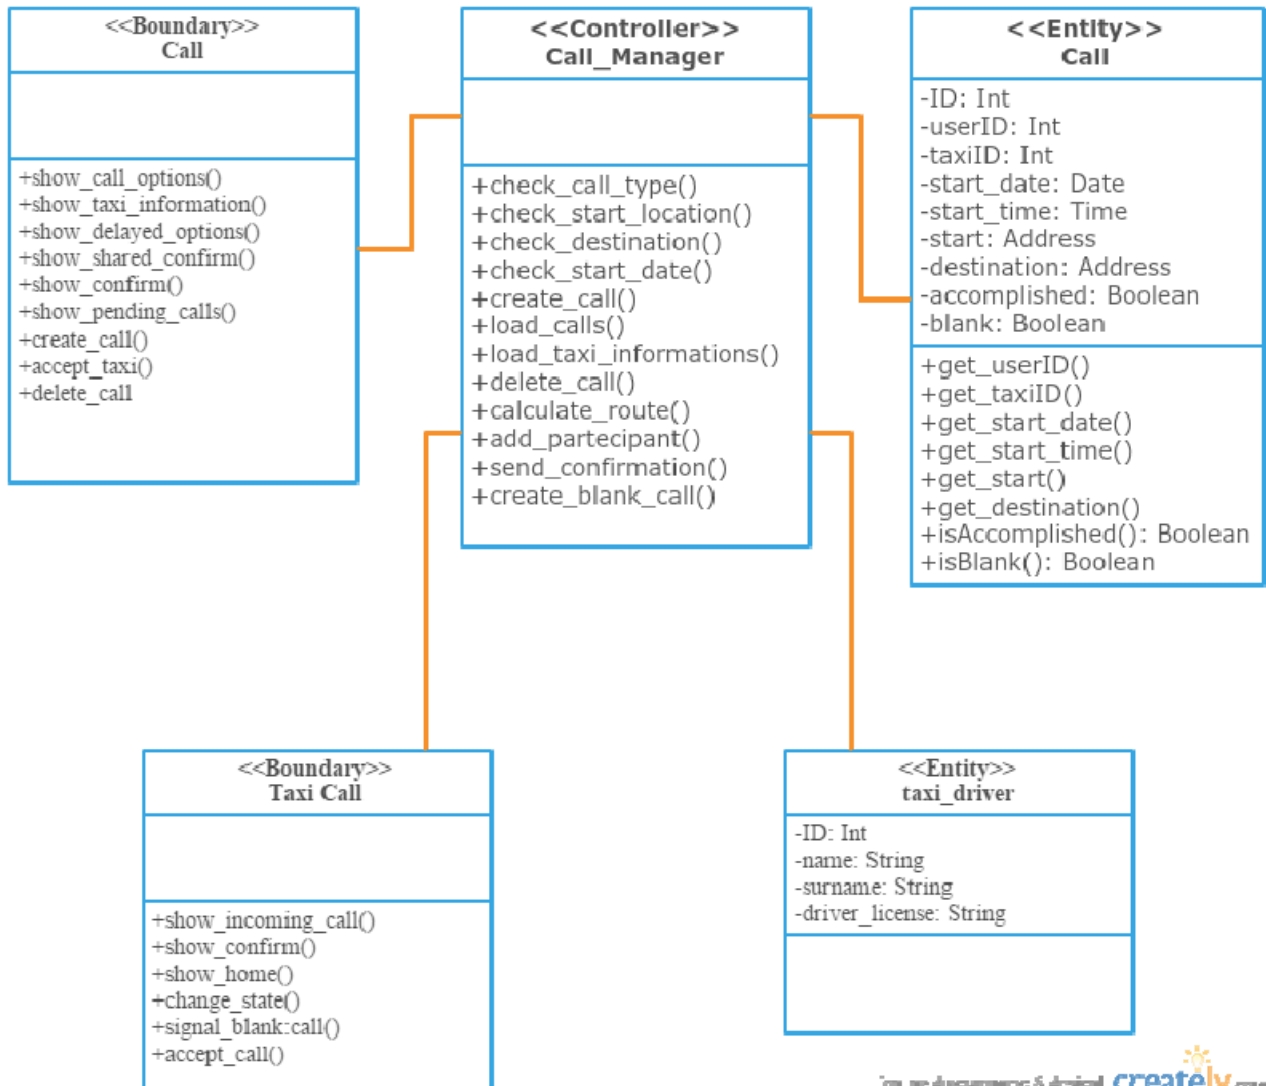 <<Boundary>>
Call
+show_call_options()
+show_taxi_information()
+show_delayed_options()
+show_shared_confirm()
+show_confirm()
+show_pending_calls()
+create_call()
+accept_taxi()
+delete_call
<<Controller>>
Call_Manager
+check_call_type()
+check_start_location()
+check_destination()
+check_start_date()
+create_call()
+load_calls()
+load_taxi_informations()
+delete_call()
+calculate_route()
+add_partecipant()
+send_confirmation()
+create_blank_call()
<<Entity>>
Call
-ID: Int
-userID: Int
-taxiID: Int
-start_date: Date
-start_time: Time
-start: Address
-destination: Address
-accomplished: Boolean
-blank: Boolean
+get_userID()
+get_taxiID()
+get_start_date()
+get_start_time()
+get_start()
+get_destination()
+isAccomplished(): Boolean
+isBlank(): Boolean
<<Boundary>>
Taxi Call
+show_incoming_call()
+show_confirm()
+show_home()
+change_state()
+signal_blank:call()
+accept_call()
<<Entity>>
taxi_driver
-ID: Int
-name: String
-surname: String
-driver_license: String
creately